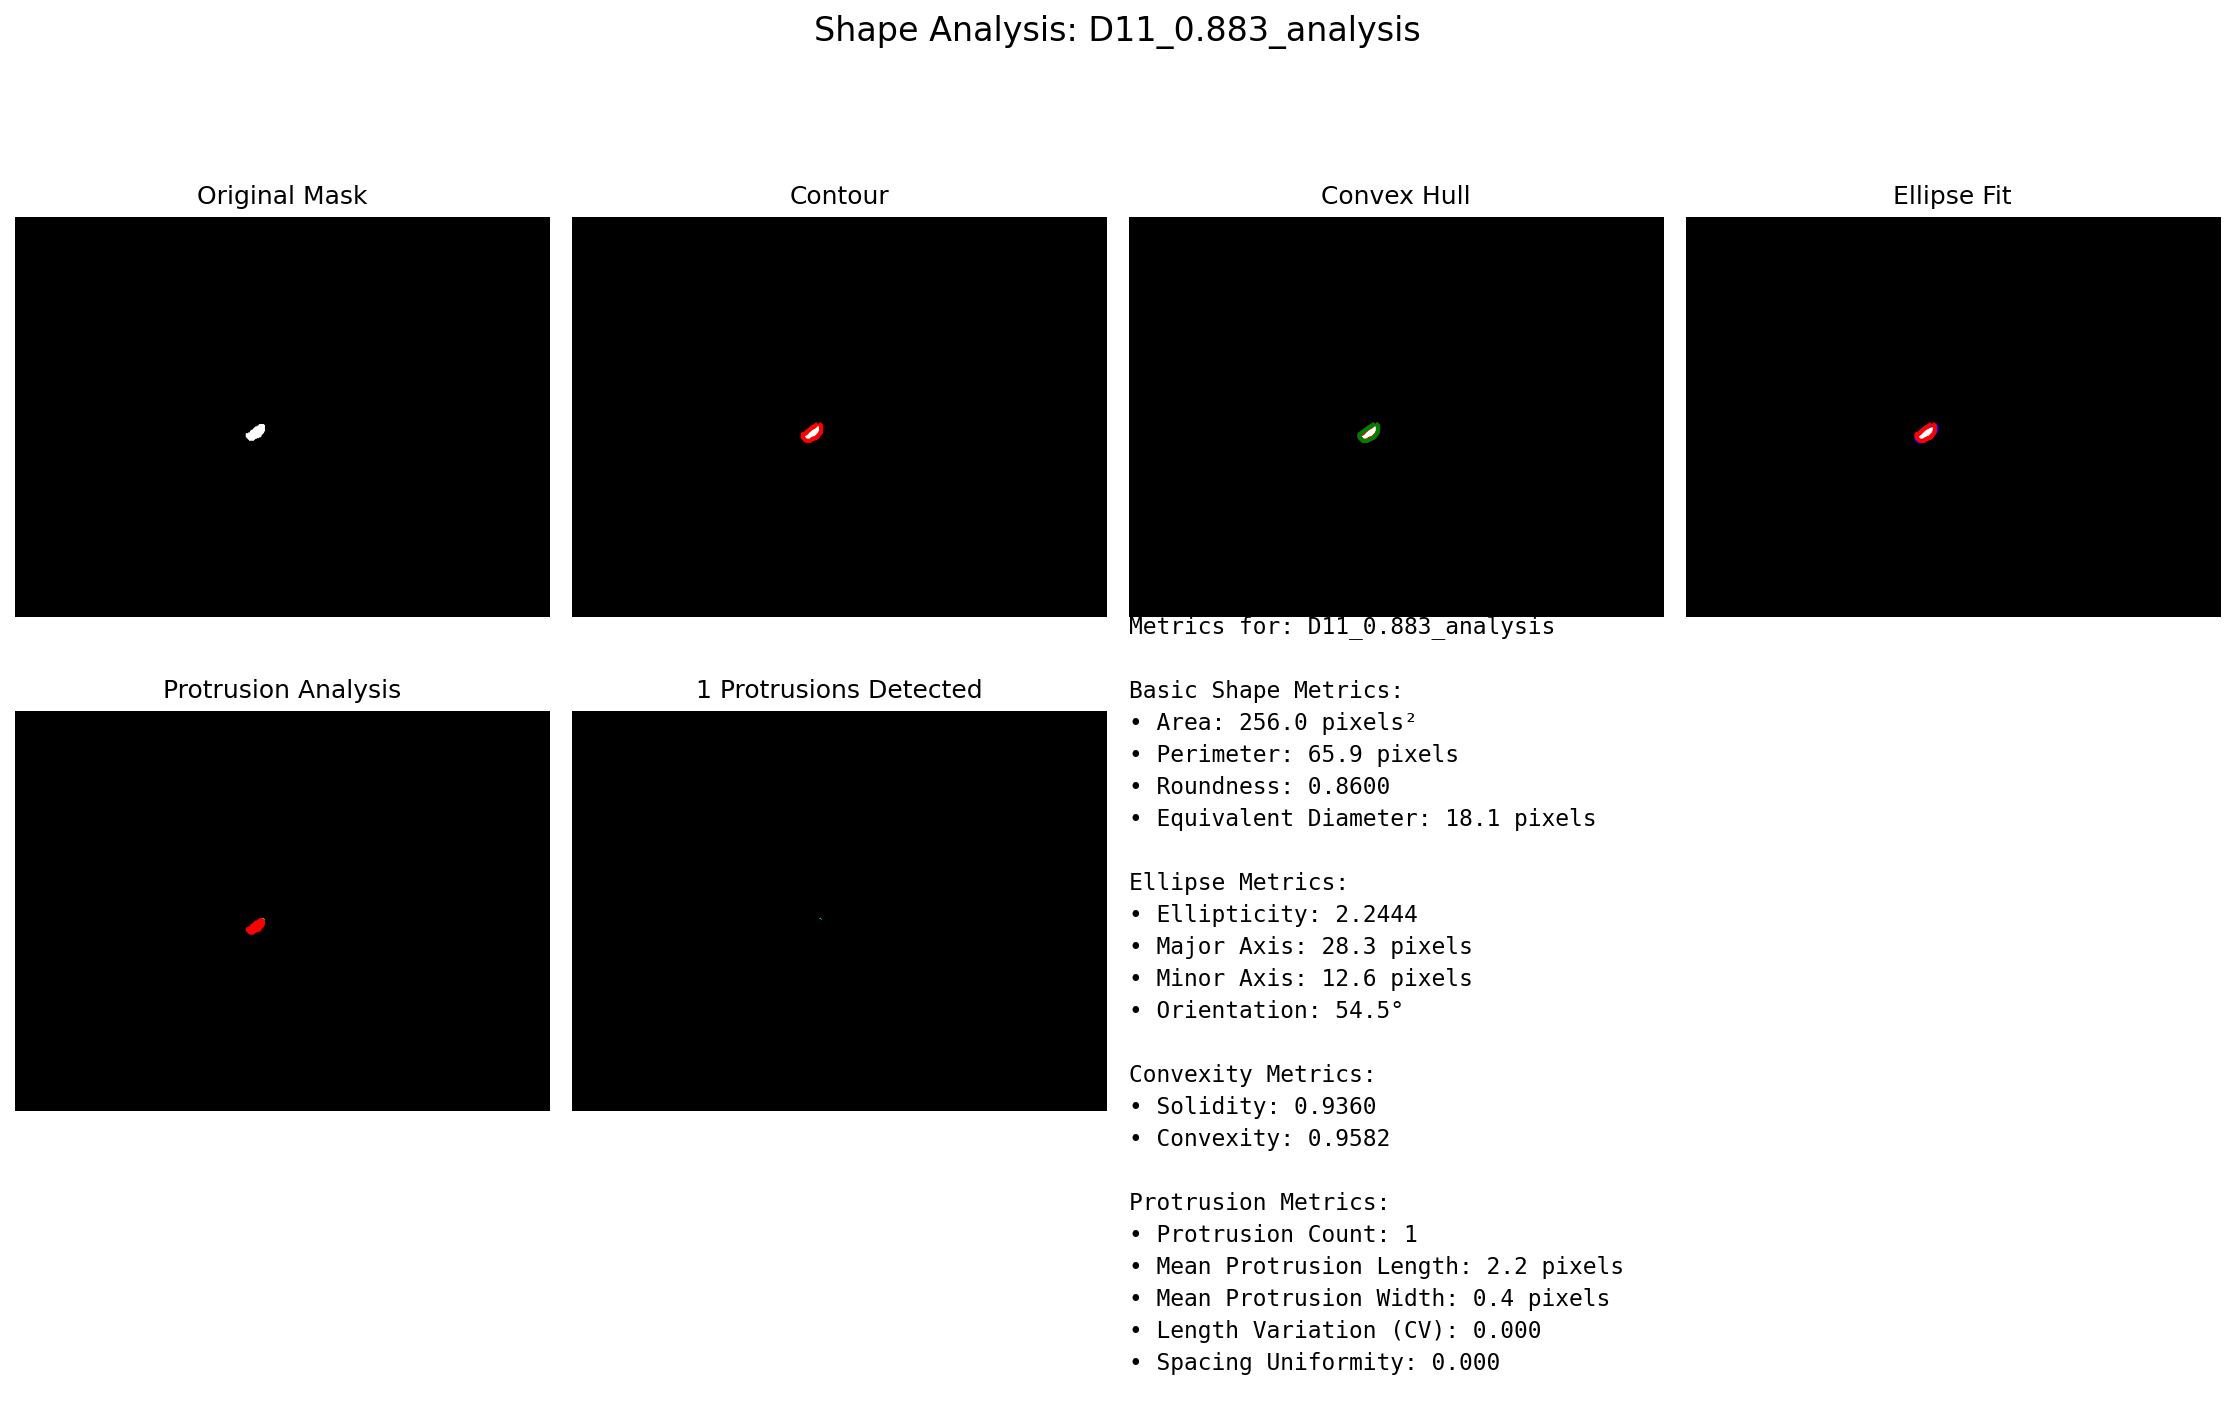 Shape Analysis: D11_0.883_analysis
Original Mask
Contour
Convex Hull
Ellipse Fit
Protrusion Analysis
1 Protrusions Detected
Metrics for: D11_0.883_analysis
Basic Shape Metrics:
• Area: 256.0 pixels²
• Perimeter: 65.9 pixels
• Roundness: 0.8600
• Equivalent Diameter: 18.1 pixels
Ellipse Metrics:
• Ellipticity: 2.2444
• Major Axis: 28.3 pixels
• Minor Axis: 12.6 pixels
• Orientation: 54.5°
Convexity Metrics:
• Solidity: 0.9360
• Convexity: 0.9582
Protrusion Metrics:
• Protrusion Count: 1
• Mean Protrusion Length: 2.2 pixels
• Mean Protrusion Width: 0.4 pixels
• Length Variation (CV): 0.000
• Spacing Uniformity: 0.000